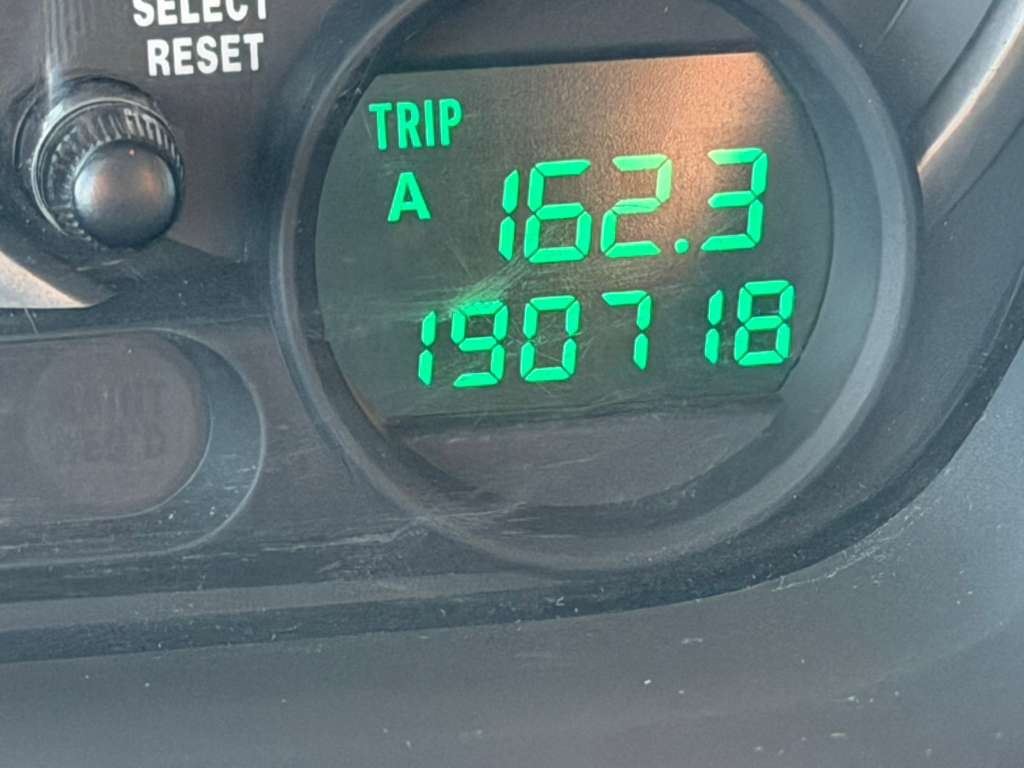 SELECT
RESET
TRIP
A 162.3
190718